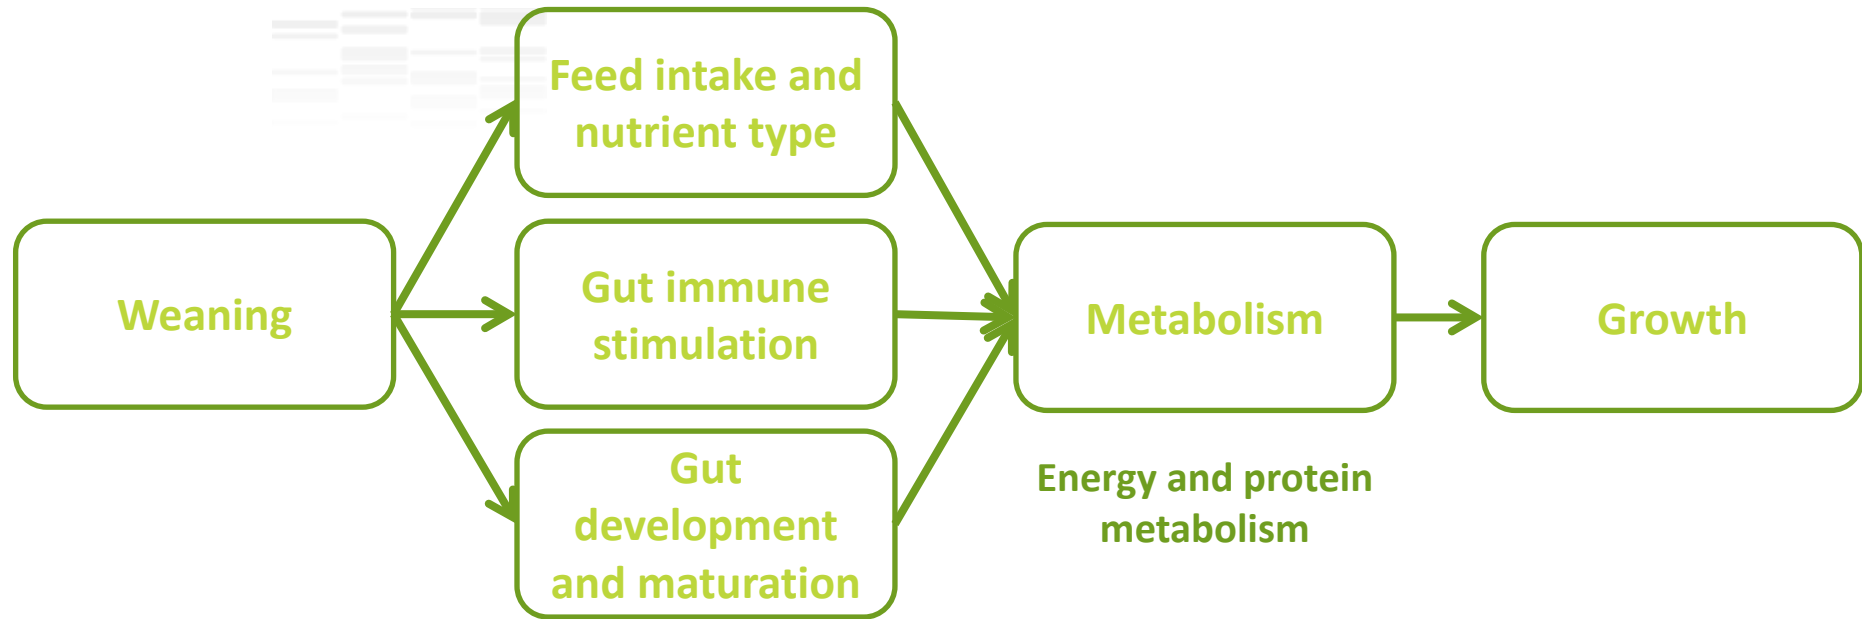 Feed intake and
nutrient type
Weaning
Gut immune
stimulation
Metabolism
Growth
Gut
development
and maturation
Energy and protein
metabolism